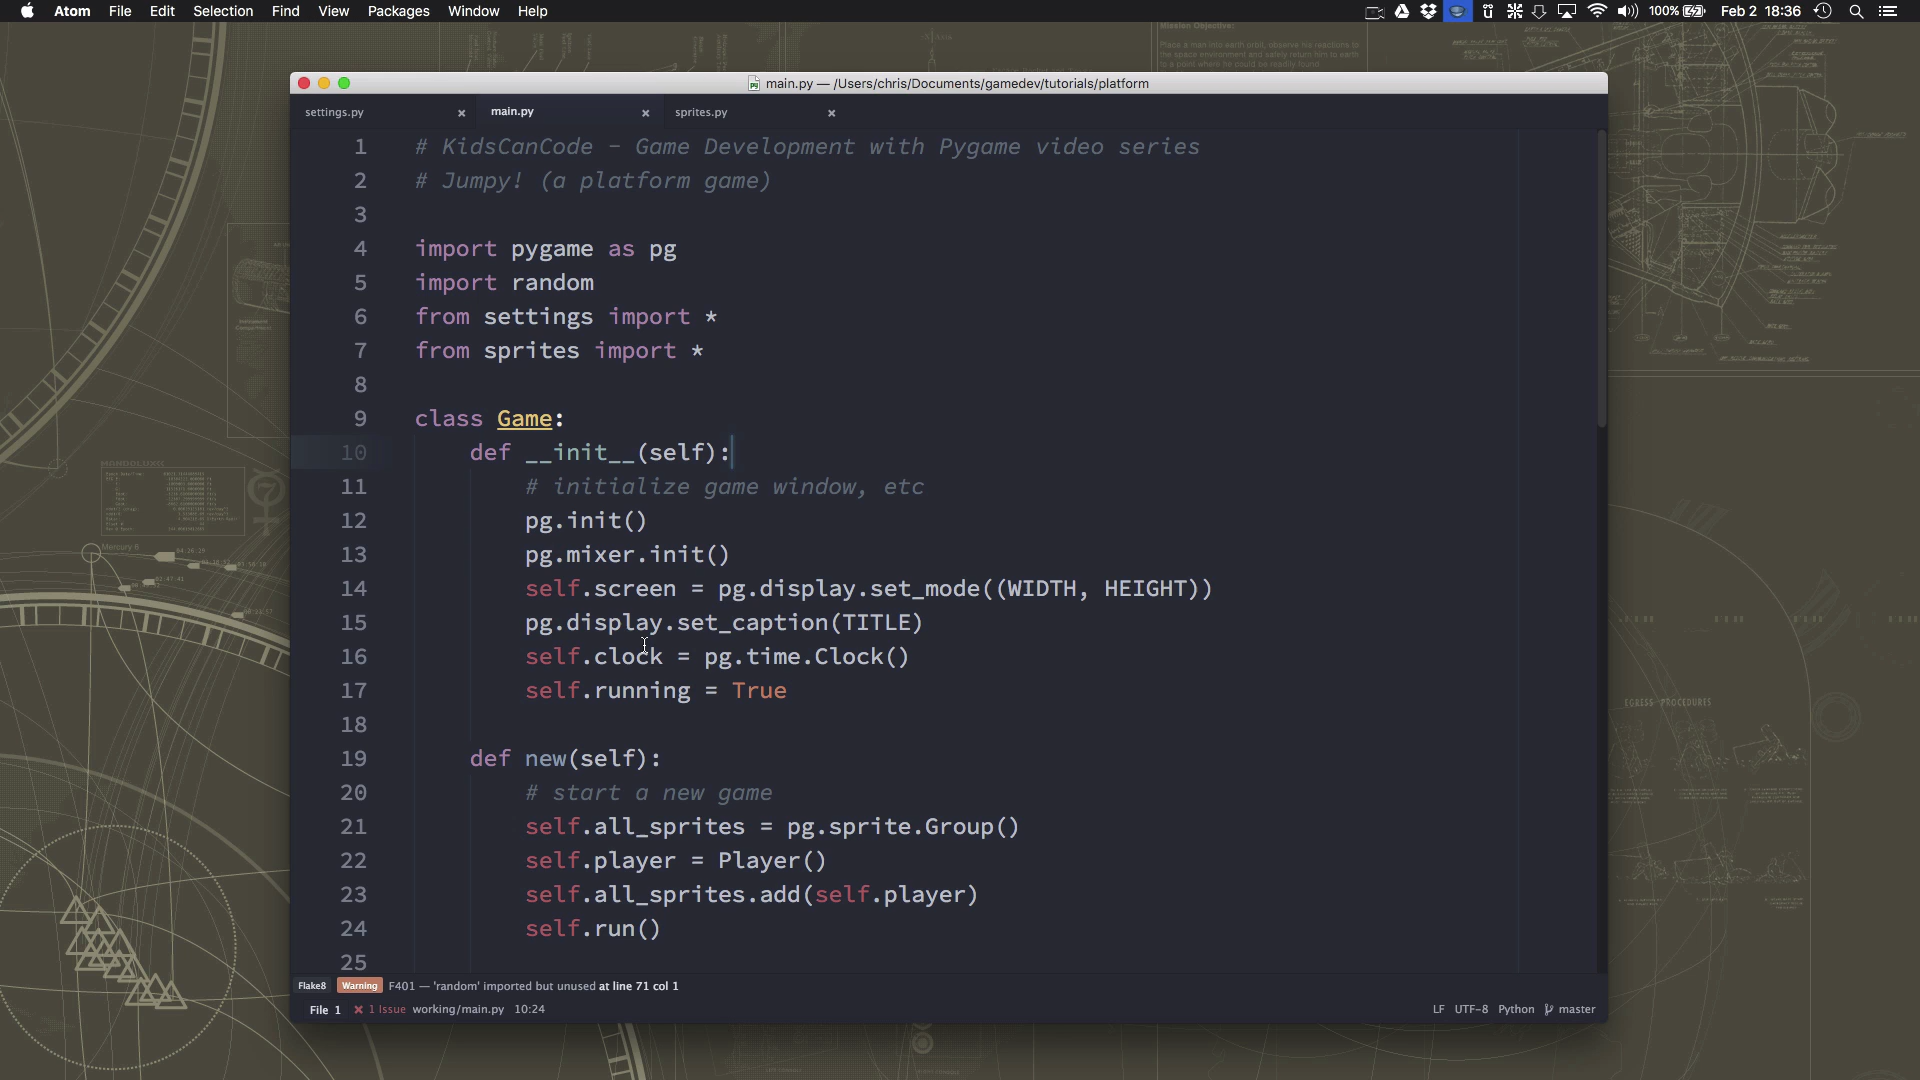 Atom File Edit Selection Find View Packages Window Help 100% Feb 2 18:36
Mission Objective:
main.py — /Users/chris/Documents/gamedev/tutorials/platform
settings.py × main.py × sprites.py ×
1 # KidsCanCode - Game Development with Pygame video series
2 # Jumpy! (a platform game)
3
4 import pygame as pg
5 import random
6 from settings import *
7 from sprites import *
8
9 class Game:
10 def __init__(self):
11 # initialize game window, etc
12 pg.init()
13 pg.mixer.init()
14 self.screen = pg.display.set_mode((WIDTH, HEIGHT))
15 pg.display.set_caption(TITLE)
16 self.clock = pg.time.Clock()
17 self.running = True
18
19 def new(self):
20 # start a new game
21 self.all_sprites = pg.sprite.Group()
22 self.player = Player()
23 self.all_sprites.add(self.player)
24 self.run()
25
Flake8 Warning F401 — 'random' imported but unused at line 71 col 1
File 1 × 1 Issue working/main.py 10:24 LF UTF-8 Python master
Mercury 6
EGRESS PROCEDURES